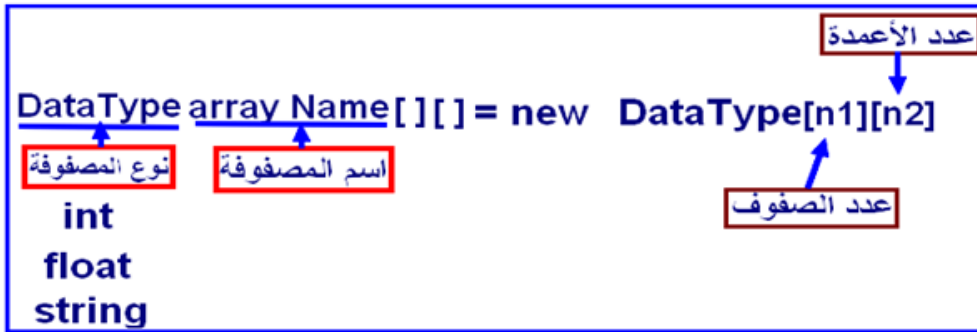 عدد الأعمدة
DataType array Name[ ][ ] = new DataType[n1][n2]
نوع المصفوفة اسم المصفوفة
عدد الصفوف
int
float
string